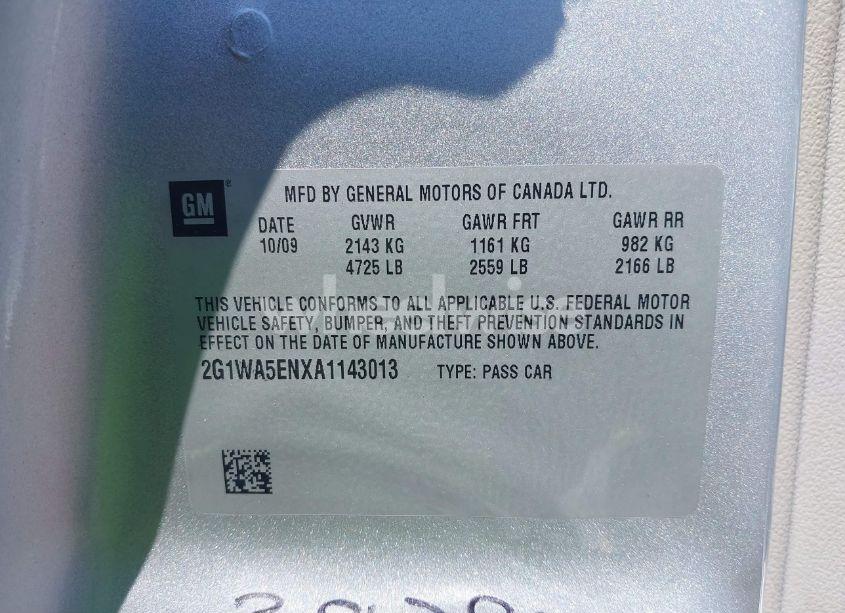 GM®
MFD BY GENERAL MOTORS OF CANADA LTD.
DATE GVWR GAWR FRT GAWR RR
10/09 2143 KG 1161 KG 982 KG
4725 LB 2559 LB 2166 LB
THIS VEHICLE CONFORMS TO ALL APPLICABLE U.S. FEDERAL MOTOR
VEHICLE SAFETY, BUMPER, AND THEFT PREVENTION STANDARDS IN
EFFECT ON THE DATE OF MANUFACTURE SHOWN ABOVE.
2G1WA5ENXA1143013 TYPE: PASS CAR